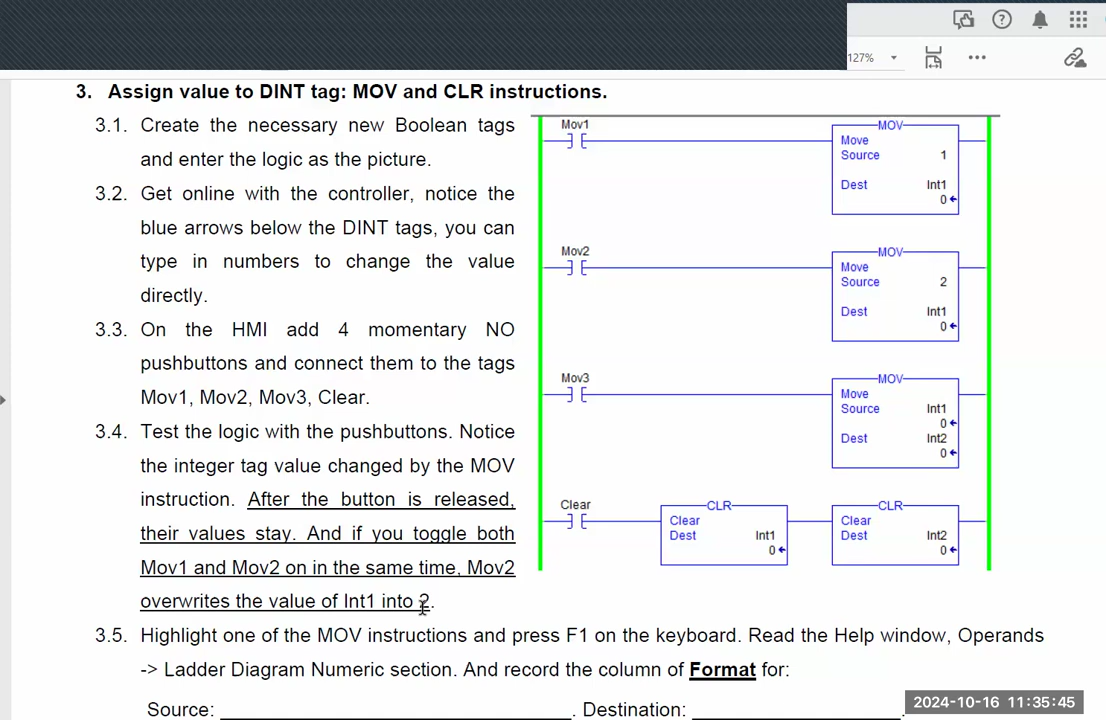 127%
3. Assign value to DINT tag: MOV and CLR instructions.
3.1. Create the necessary new Boolean tags
and enter the logic as the picture.
3.2. Get online with the controller, notice the
blue arrows below the DINT tags, you can
type in numbers to change the value
directly.
3.3. On the HMI add 4 momentary NO
pushbuttons and connect them to the tags
Mov1, Mov2, Mov3, Clear.
3.4. Test the logic with the pushbuttons. Notice
the integer tag value changed by the MOV
instruction. After the button is released,
their values stay. And if you toggle both
Mov1 and Mov2 on in the same time, Mov2
overwrites the value of Int1 into 2.
Mov1
MOV
Move
Source 1
Dest Int1
0
Mov2
MOV
Move
Source 2
Dest Int1
0
Mov3
MOV
Move
Source Int1
0
Dest Int2
0
Clear
CLR
Clear
Dest Int1
0
CLR
Clear
Dest Int2
0
3.5. Highlight one of the MOV instructions and press F1 on the keyboard. Read the Help window, Operands
-> Ladder Diagram Numeric section. And record the column of Format for:
Source: ________________________________. Destination: ___________________.
2024-10-16 11:35:45